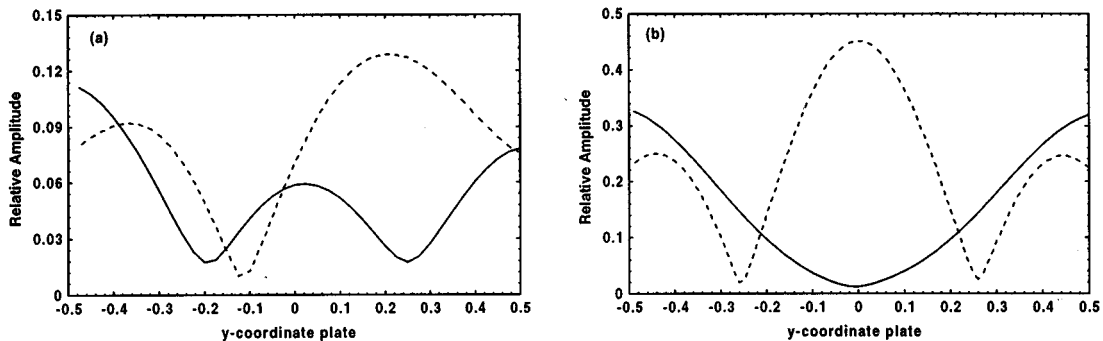 (a)
Relative Amplitude
0.15
0.12
0.09
0.06
0.03
0
-0.5 -0.4 -0.3 -0.2 -0.1 0 0.1 0.2 0.3 0.4 0.5
y-coordinate plate
(b)
Relative Amplitude
0.5
0.4
0.3
0.2
0.1
0
-0.5 -0.4 -0.3 -0.2 -0.1 0 0.1 0.2 0.3 0.4 0.5
y-coordinate plate